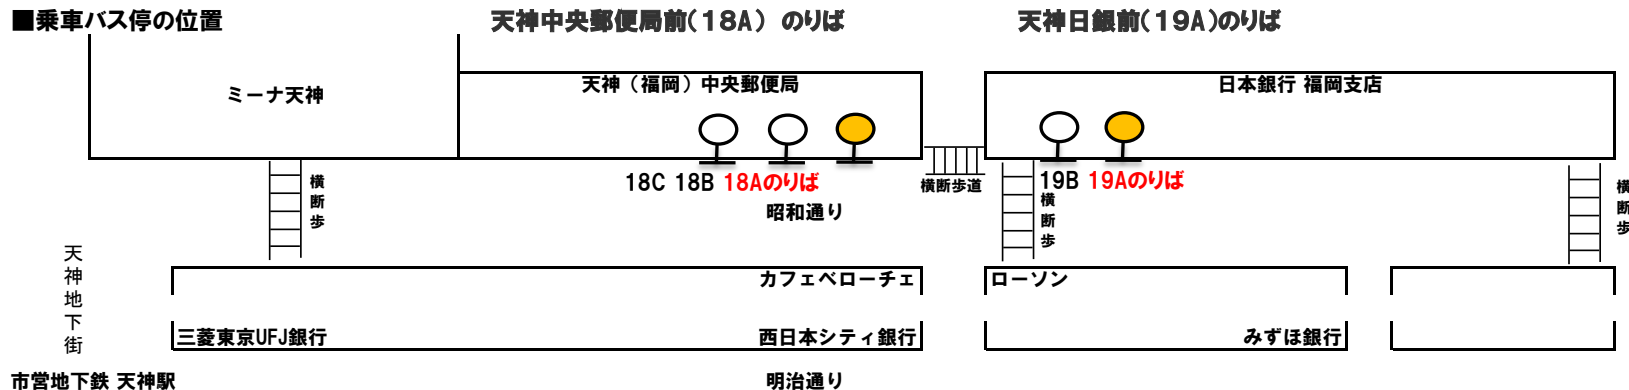 ■乗車バス停の位置
天神中央郵便局前(18A) のりば
天神日銀前(19A)のりば
ミーナ天神
天神（福岡）中央郵便局
日本銀行 福岡支店
18C 18B 18Aのりば
横断歩道
19B 19Aのりば
横断歩
昭和通り
横断歩
横断歩
天神地下街
カフェベローチェ
ローソン
三菱東京UFJ銀行
西日本シティ銀行
みずほ銀行
市営地下鉄 天神駅
明治通り